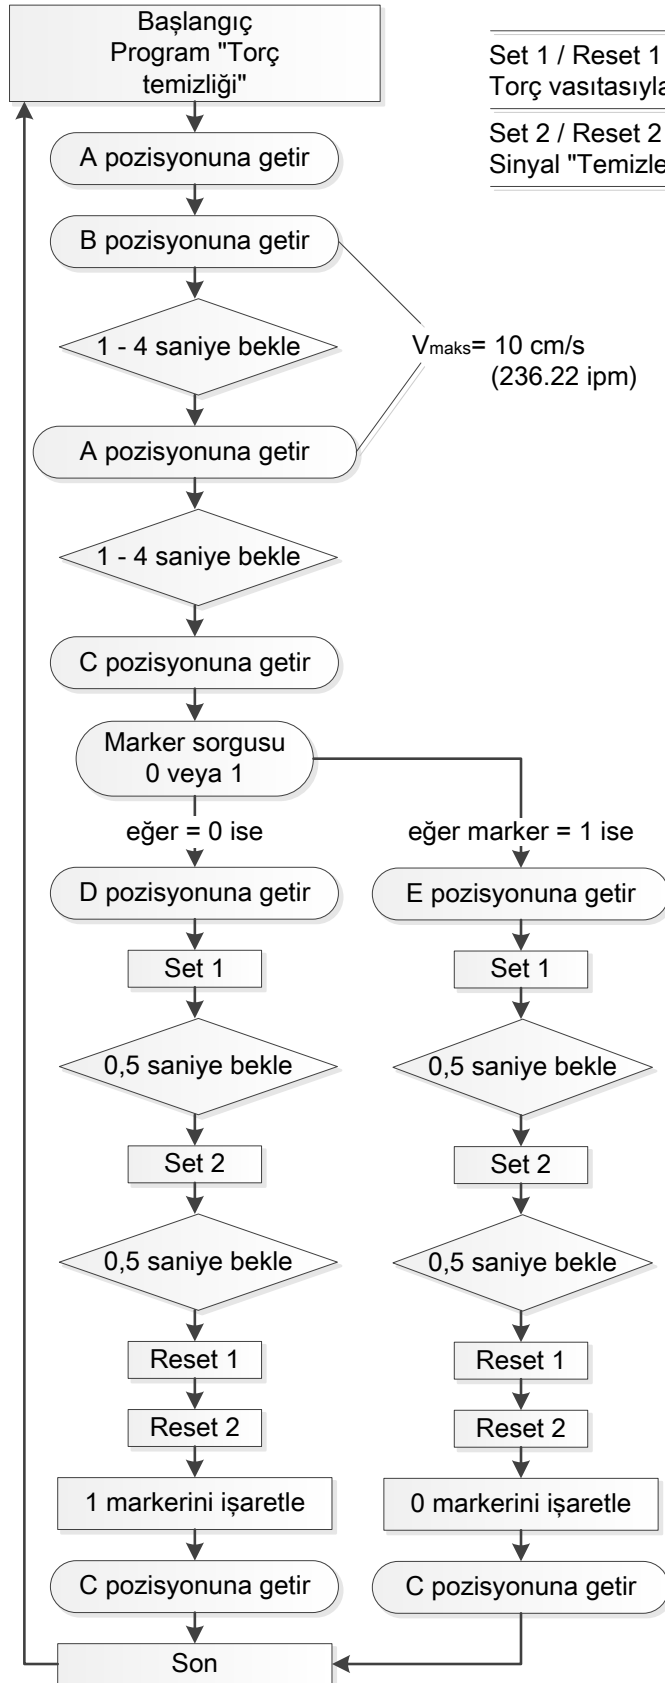 Başlangıç
Program "Torç
temizliği"
Set 1 / Reset 1
Torç vasıtasıyla
Set 2 / Reset 2
Sinyal "Temizle
A pozisyonuna getir
B pozisyonuna getir
1 - 4 saniye bekle
Vmaks= 10 cm/s
(236.22 ipm)
A pozisyonuna getir
1 - 4 saniye bekle
C pozisyonuna getir
Marker sorgusu
0 veya 1
eğer = 0 ise
D pozisyonuna getir
Set 1
0,5 saniye bekle
Set 2
0,5 saniye bekle
Reset 1
Reset 2
1 markerini işaretle
C pozisyonuna getir
eğer marker = 1 ise
E pozisyonuna getir
Set 1
0,5 saniye bekle
Set 2
0,5 saniye bekle
Reset 1
Reset 2
0 markerini işaretle
C pozisyonuna getir
Son